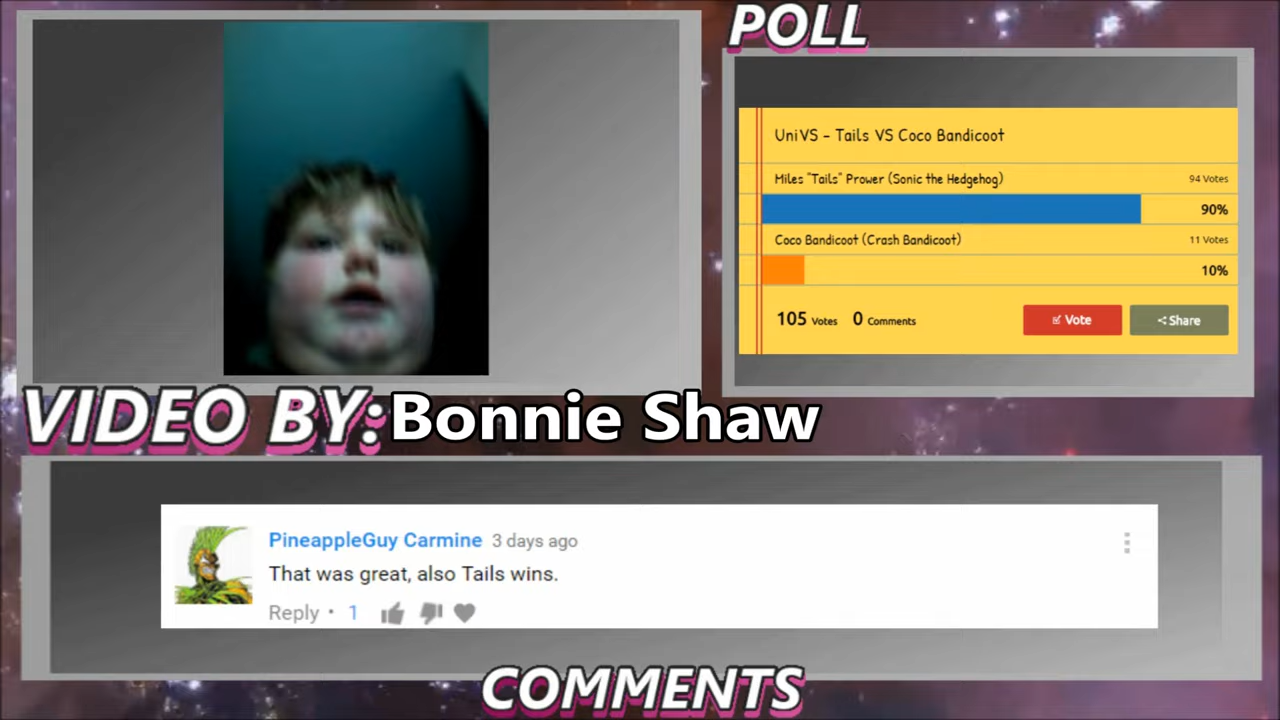 POLL
UniVS - Tails VS Coco Bandicoot
Miles "Tails" Prower (Sonic the Hedgehog) 94 Votes
90%
Coco Bandicoot (Crash Bandicoot) 11 Votes
10%
105 Votes 0 Comments Vote Share
VIDEO BY: Bonnie Shaw
PineappleGuy Carmine 3 days ago
That was great, also Tails wins.
Reply • 1
COMMENTS